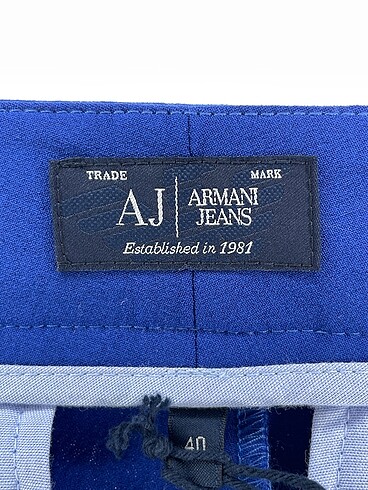 TRADE MARK
AJ ARMANI
JEANS
Established in 1981
40